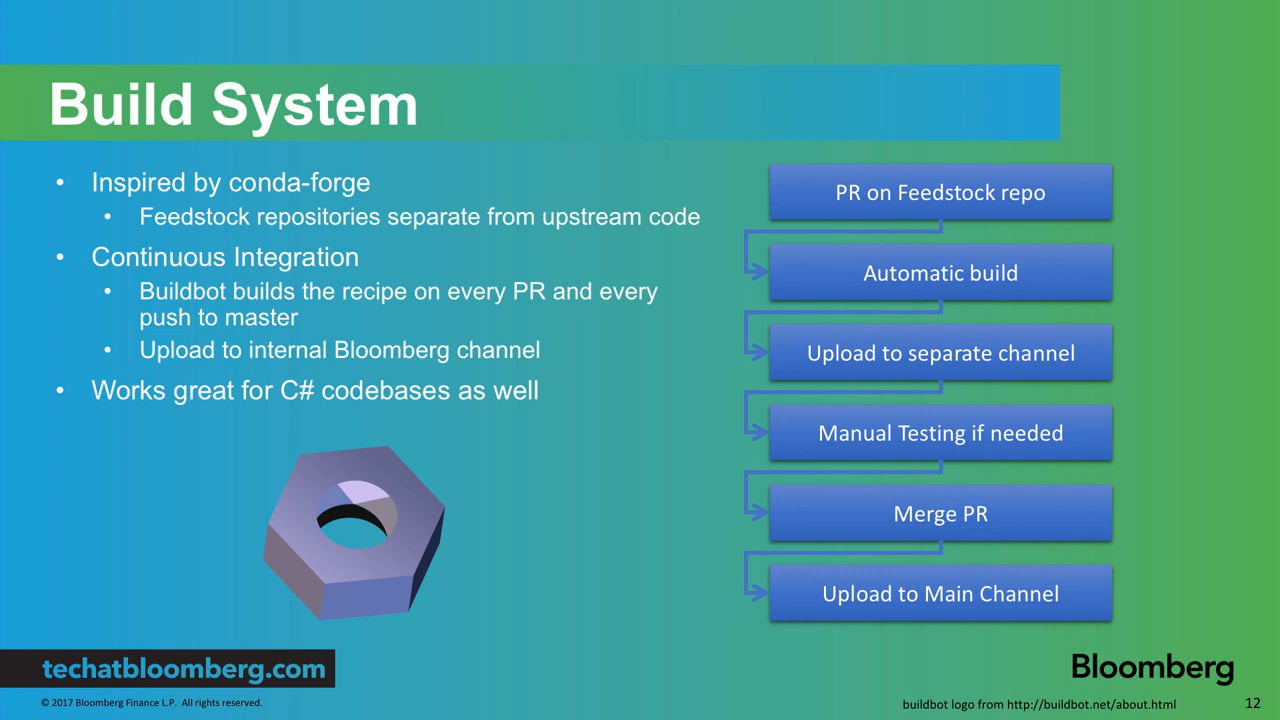 Build System
• Inspired by conda-forge
• Feedstock repositories separate from upstream code
• Continuous Integration
• Buildbot builds the recipe on every PR and every
push to master
• Upload to internal Bloomberg channel
• Works great for C# codebases as well
PR on Feedstock repo
Automatic build
Upload to separate channel
Manual Testing if needed
Merge PR
Upload to Main Channel
techatbloomberg.com
Bloomberg
© 2017 Bloomberg Finance L.P. All rights reserved.
buildbot logo from http://buildbot.net/about.html
12